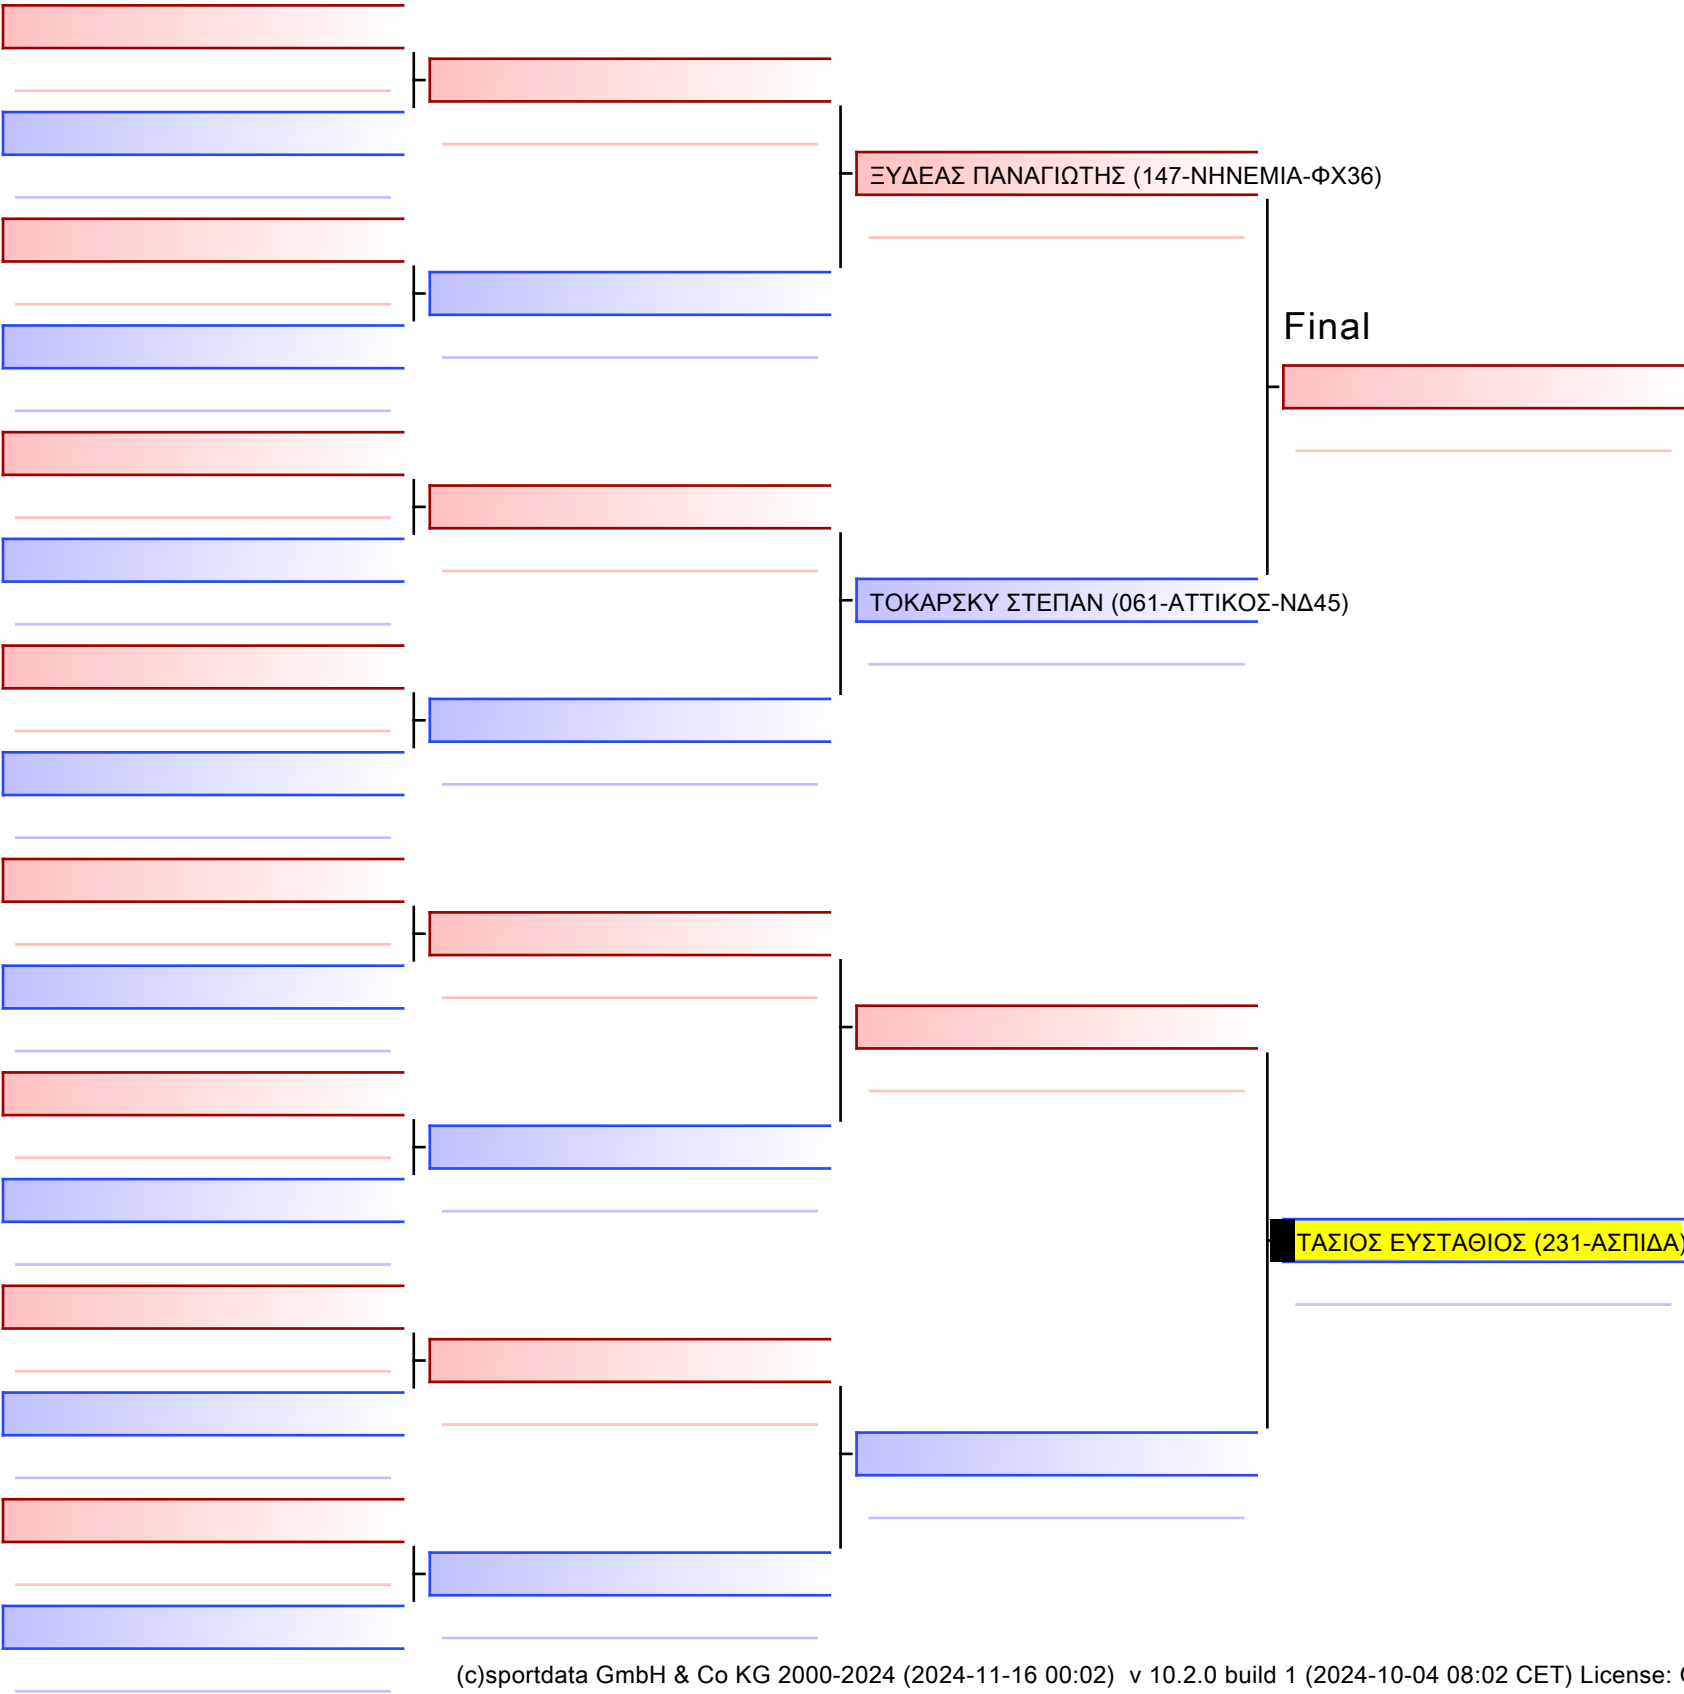 ΞΥΔΕΑΣ ΠΑΝΑΓΙΩΤΗΣ (147-ΝΗΝΕΜΙΑ-ΦΧ36)
Final
ΤΟΚΑΡΣΚΥ ΣΤΕΠΑΝ (061-ΑΤΤΙΚΟΣ-ΝΔ45)
ΤΑΣΙΟΣ ΕΥΣΤΑΘΙΟΣ (231-ΑΣΠΙΔΑ)
(c)sportdata GmbH & Co KG 2000-2024 (2024-11-16 00:02) v 10.2.0 build 1 (2024-10-04 08:02 CET) License: